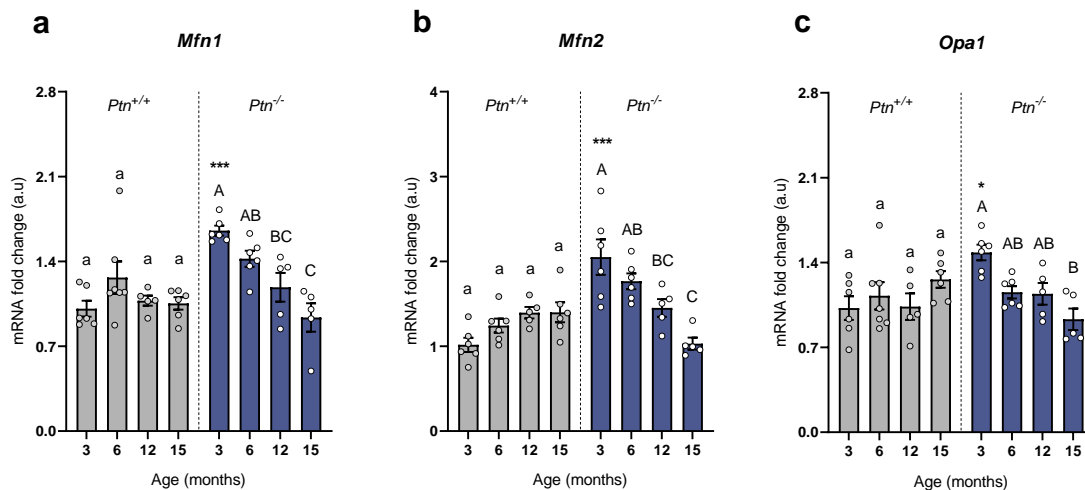 a
Mfn1
mRNA fold change (a.u)
2.8
2.1
1.4
0.7
0.0
Ptn+/+
Ptn-/-
a
a
a
a
***
A
AB
BC
C
3
6
12
15
3
6
12
15
Age (months)
b
Mfn2
mRNA fold change (a.u)
4
3
2
1
0
Ptn+/+
Ptn-/-
a
a
a
a
***
A
AB
BC
C
3
6
12
15
3
6
12
15
Age (months)
c
Opa1
mRNA fold change (a.u)
2.8
2.1
1.4
0.7
0.0
Ptn+/+
Ptn-/-
a
a
a
a
*
A
AB
AB
B
3
6
12
15
3
6
12
15
Age (months)